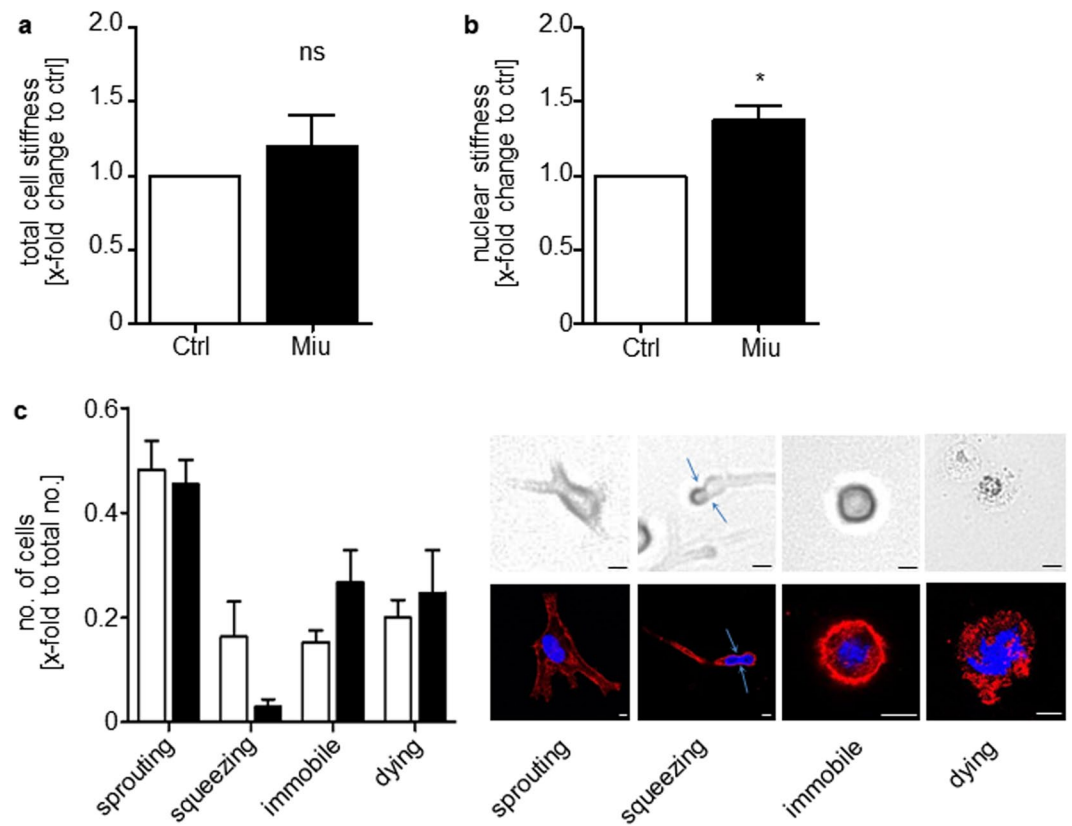 a
total cell stiffness
[x-fold change to ctrl]
2.0
1.5
1.0
0.5
0
ns
Ctrl
Miu
b
nuclear stiffness
[x-fold change to ctrl]
2.0
1.5
1.0
0.5
0
*
Ctrl
Miu
c
no. of cells
[x-fold to total no.]
0.6
0.4
0.2
0
sprouting
squeezing
immobile
dying
sprouting
squeezing
immobile
dying